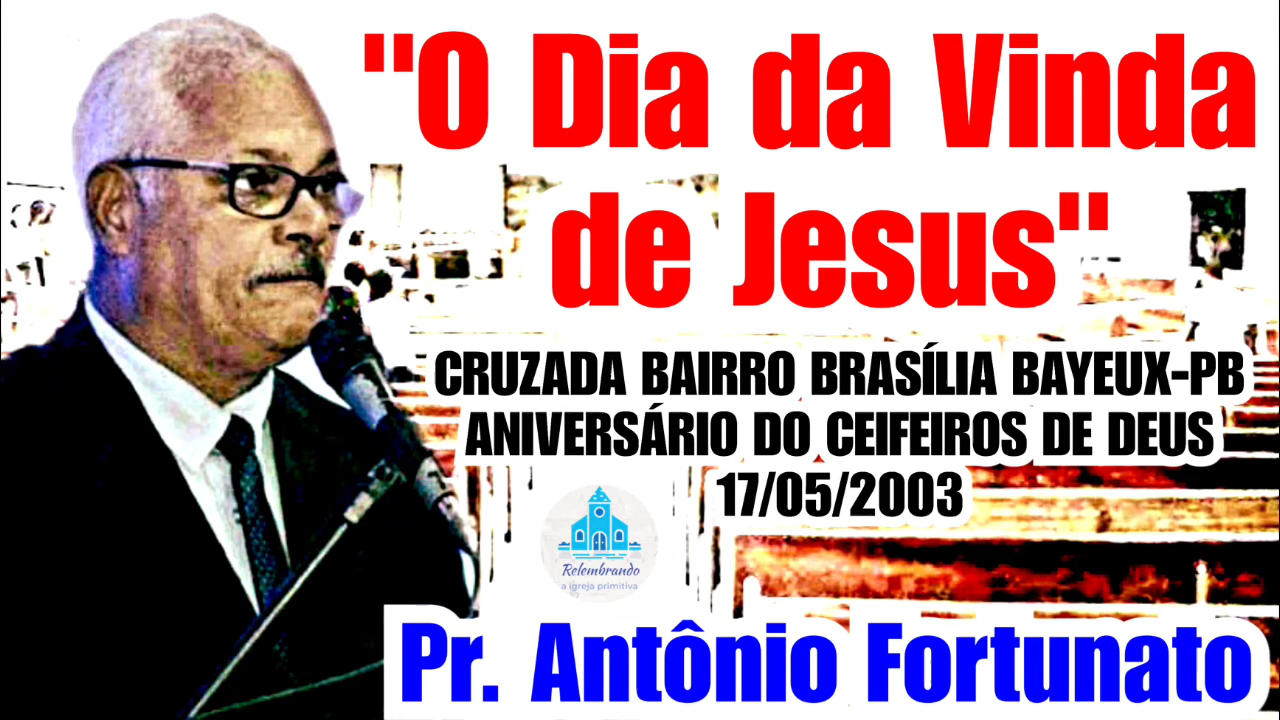 "O Dia da Vinda
de Jesus"
CRUZADA BAIRRO BRASÍLIA BAYEUX-PB
ANIVERSÁRIO DO CEIFEIROS DE DEUS
17/05/2003
Relembrando
a igreja primitiva
Pr. Antônio Fortunato